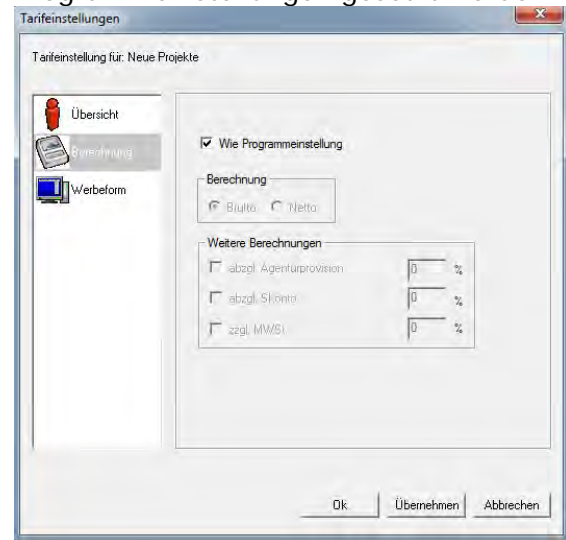 Tarifeinstellungen
Tarifeinstellung für: Neue Projekte
Übersicht
Berechnung
Werbeform
Wie Programmeinstellung
Berechnung
Brutto Netto
Weitere Berechnungen
abzgl. Agenturprovision 0 %
abzgl. Skonto 0 %
zzgl. MWSt. 0 %
Ok Übernehmen Abbrechen